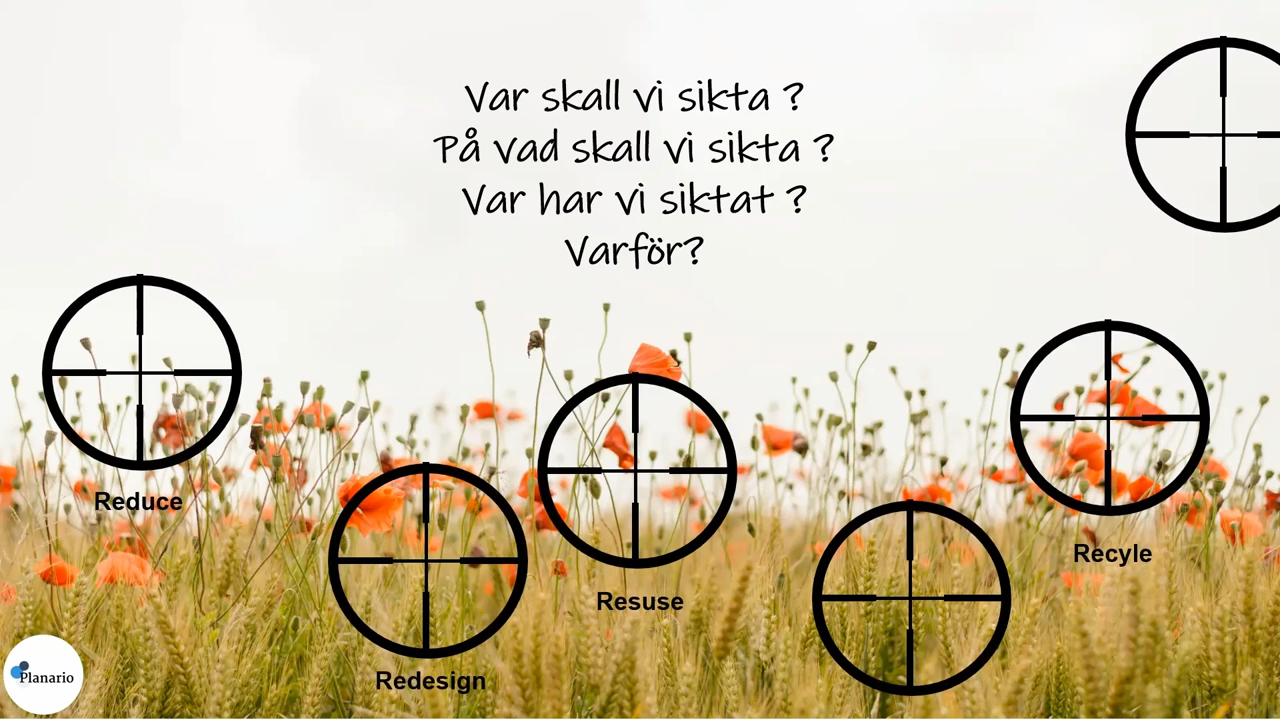 Var skall vi sikta ?
På vad skall vi sikta ?
Var har vi siktat ?
Varför?
Reduce
Redesign
Resuse
Recyle
Planario